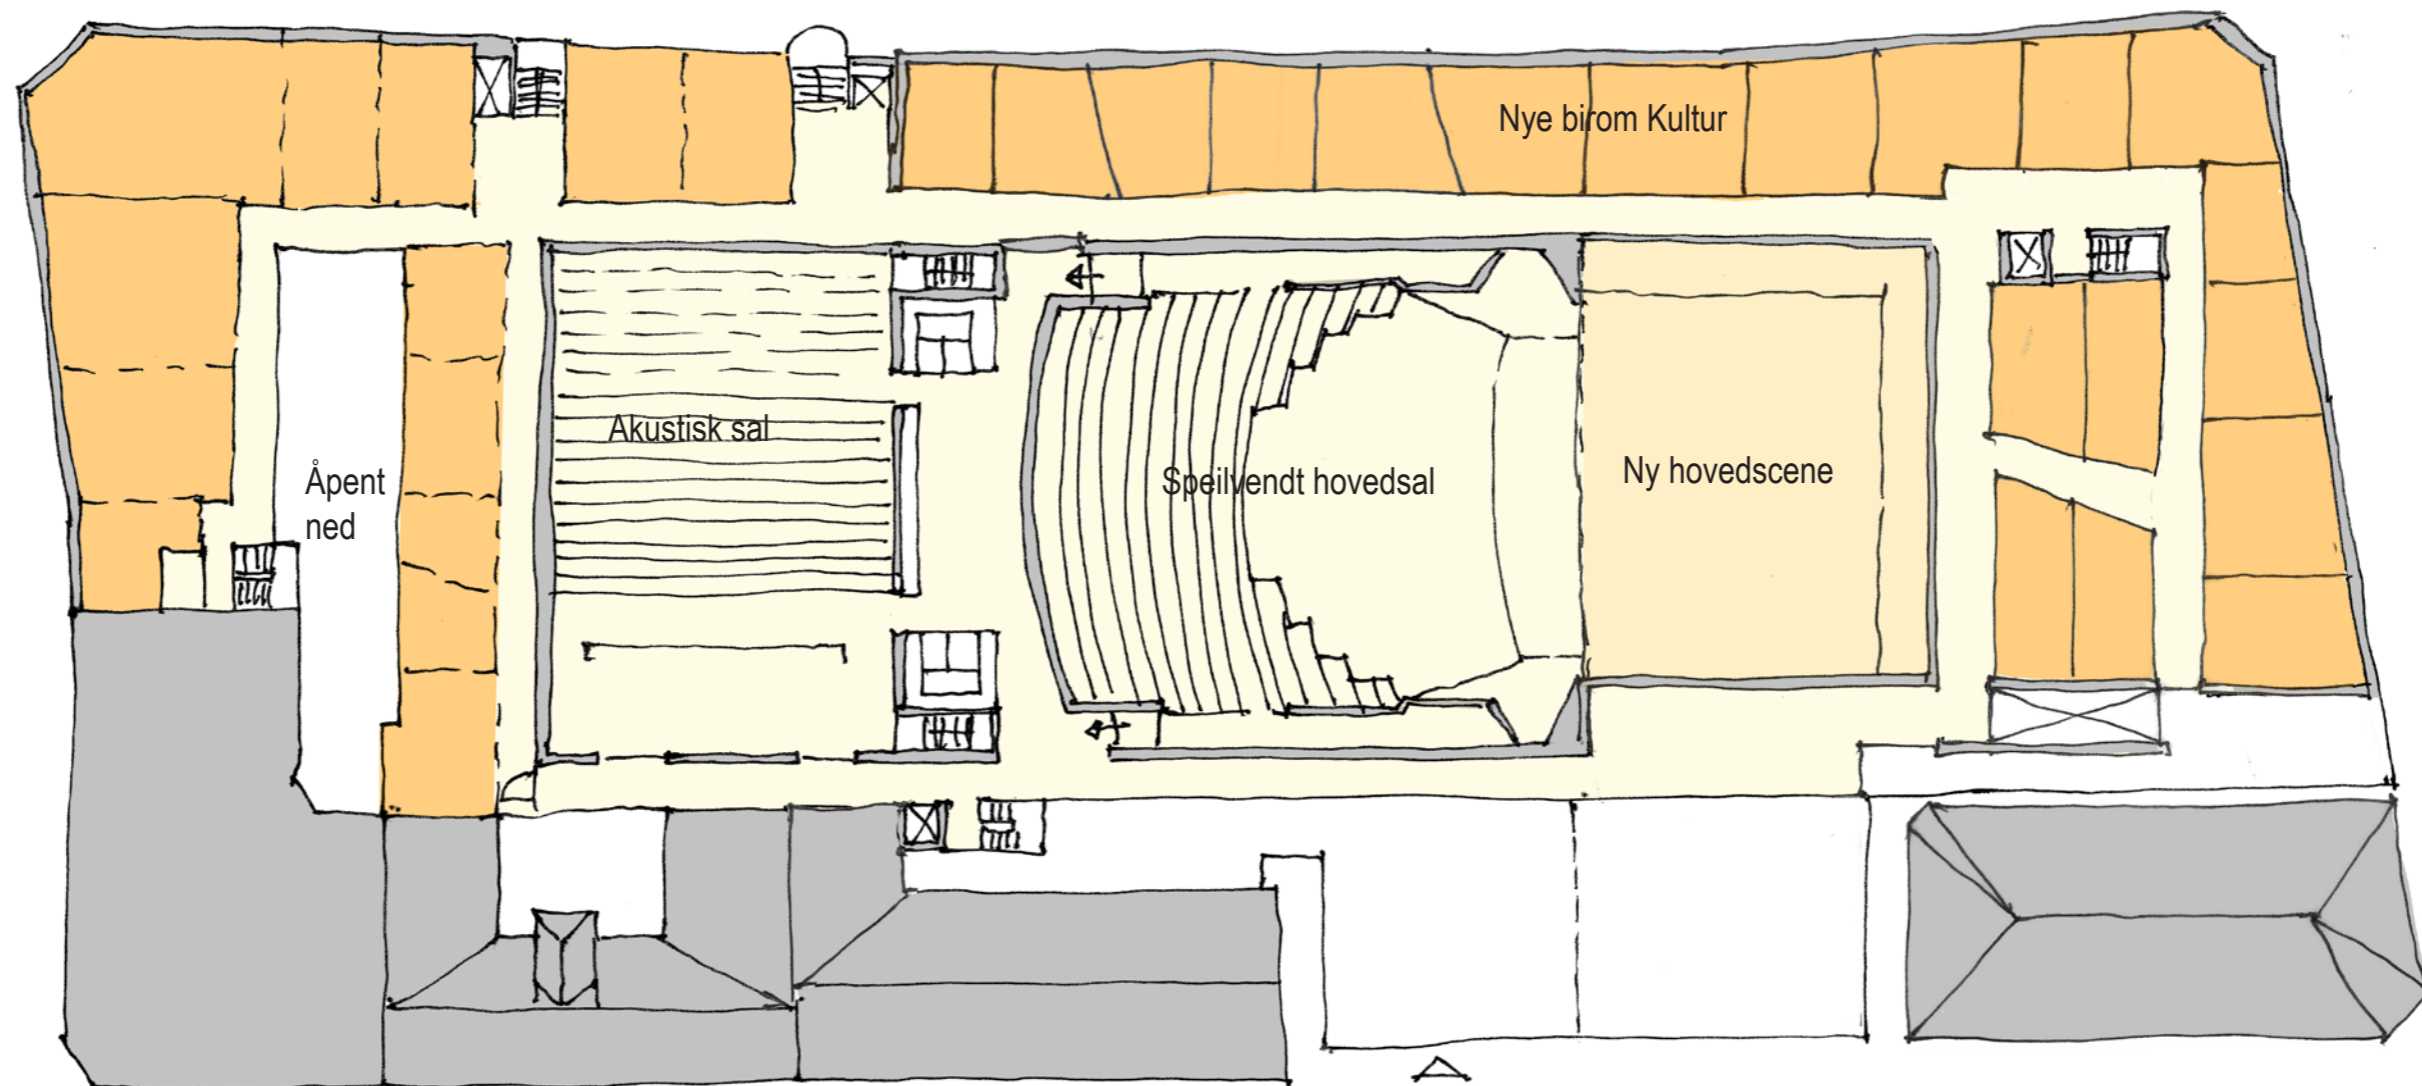 Nye birom Kultur
Akustisk sal
Åpent
ned
Speilvendt hovedsal
Ny hovedscene